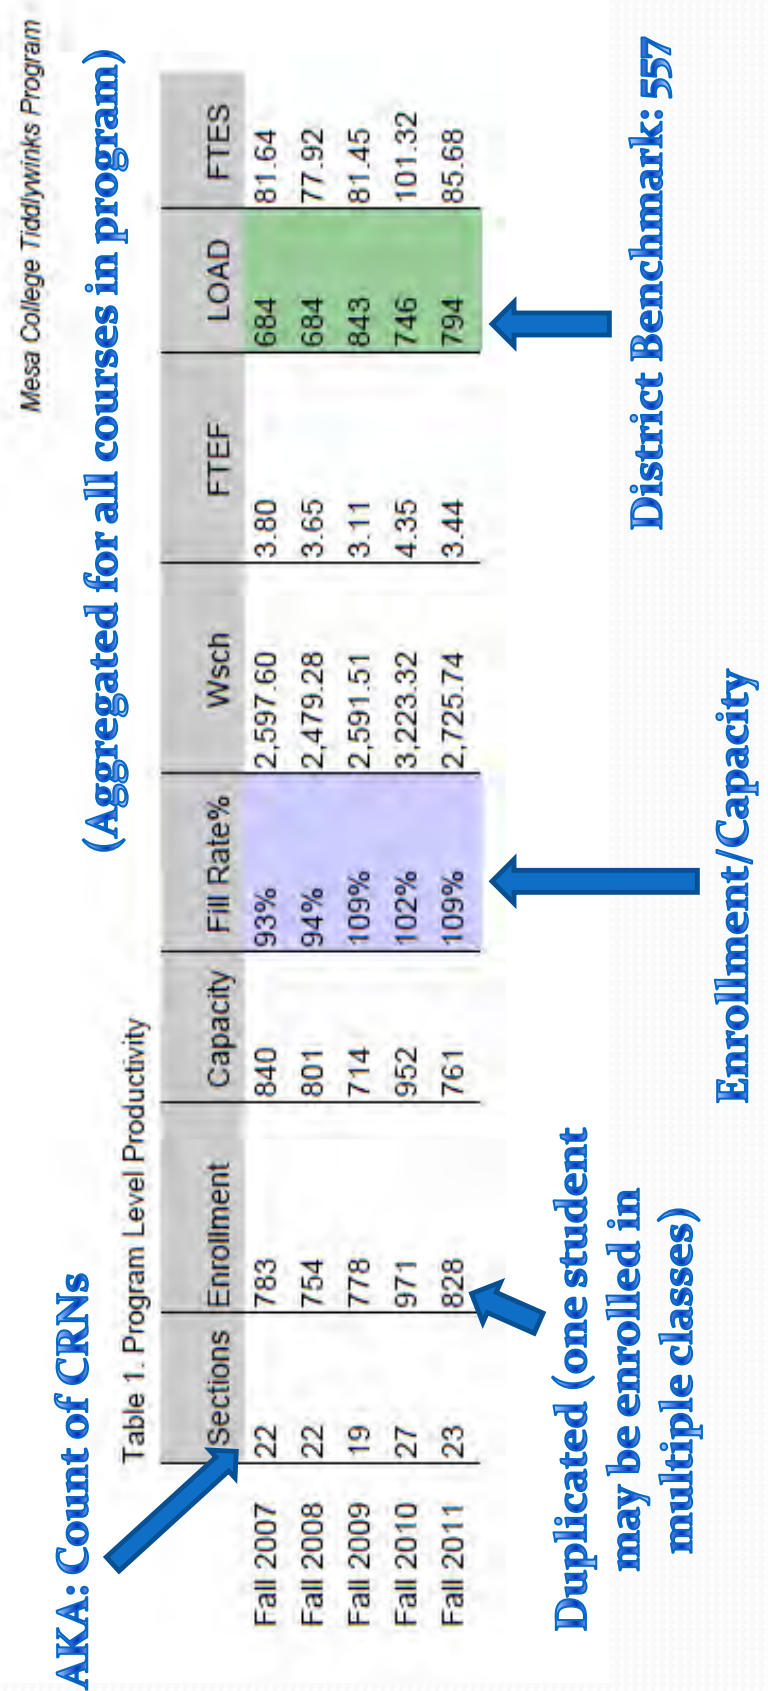 Mesa College Tiddlywinks Program
(Aggregated for all courses in program)
AKA: Count of CRNs
Table 1. Program Level Productivity
Sections Enrollment Capacity Fill Rate% Wsch FTEF LOAD FTES
Fall 2007 22 783 840 93% 2,597.60 3.80 684 81.64
Fall 2008 22 754 801 94% 2,479.28 3.65 684 77.92
Fall 2009 19 778 714 109% 2,591.51 3.11 843 81.45
Fall 2010 27 971 952 102% 3,223.32 4.35 746 101.32
Fall 2011 23 828 761 109% 2,725.74 3.44 794 85.68
Duplicated (one student
may be enrolled in
multiple classes)
Enrollment/Capacity
District Benchmark: 557